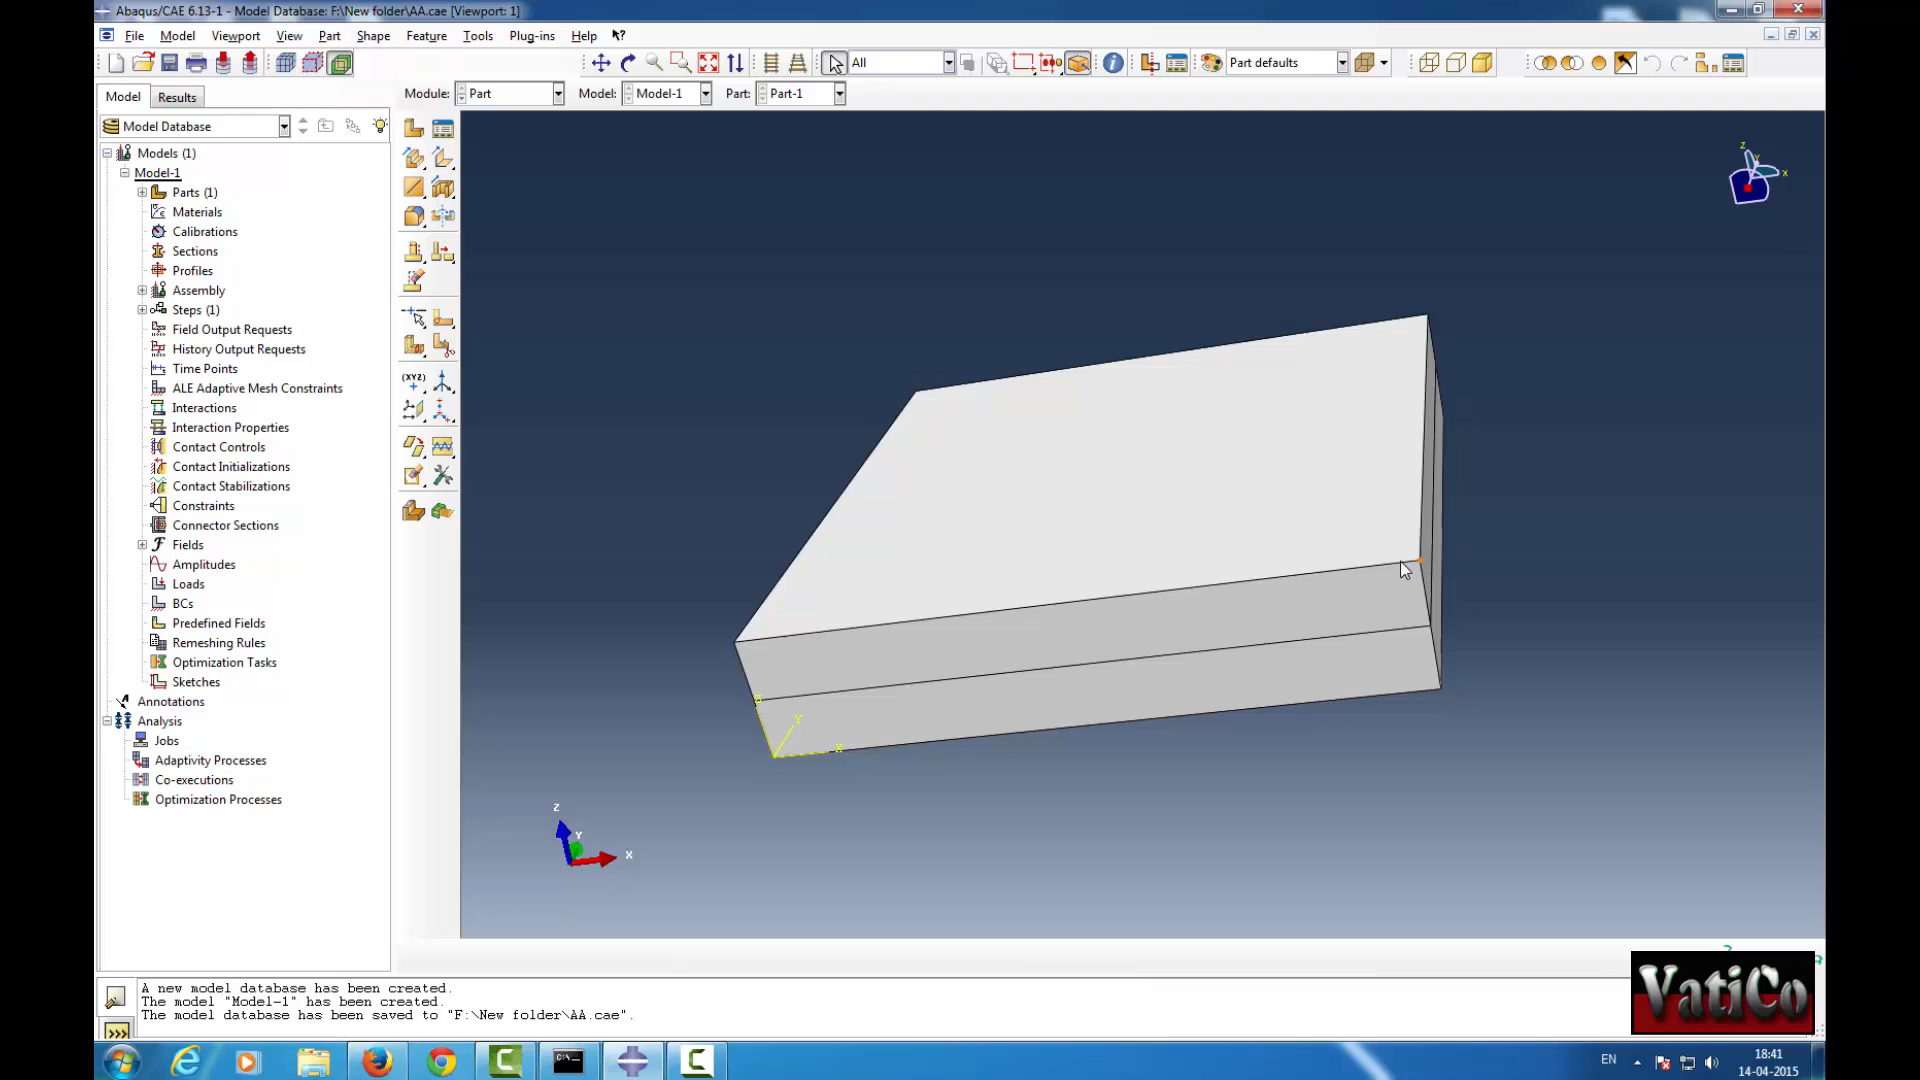 Abaqus/CAE 6.13-1 - Model Database: F:\New folder\AA.cae [Viewport: 1]
File Model Viewport View Part Shape Feature Tools Plug-ins Help
All Part defaults
Model Results Module: Part Model: Model-1 Part: Part-1
Model Database
Models (1)
Model-1
Parts (1)
Materials
Calibrations
Sections
Profiles
Assembly
Steps (1)
Field Output Requests
History Output Requests
Time Points
ALE Adaptive Mesh Constraints
Interactions
Interaction Properties
Contact Controls
Contact Initializations
Contact Stabilizations
Constraints
Connector Sections
Fields
Amplitudes
Loads
BCs
Predefined Fields
Remeshing Rules
Optimization Tasks
Sketches
Annotations
Analysis
Jobs
Adaptivity Processes
Co-executions
Optimization Processes
(XYZ)
Z
Y
X
Z
Y
X
Y
A new model database has been created.
The model "Model-1" has been created.
The model database has been saved to "F:\New folder\AA.cae".
>>>
VatiCo
EN
18:41
14-04-2015